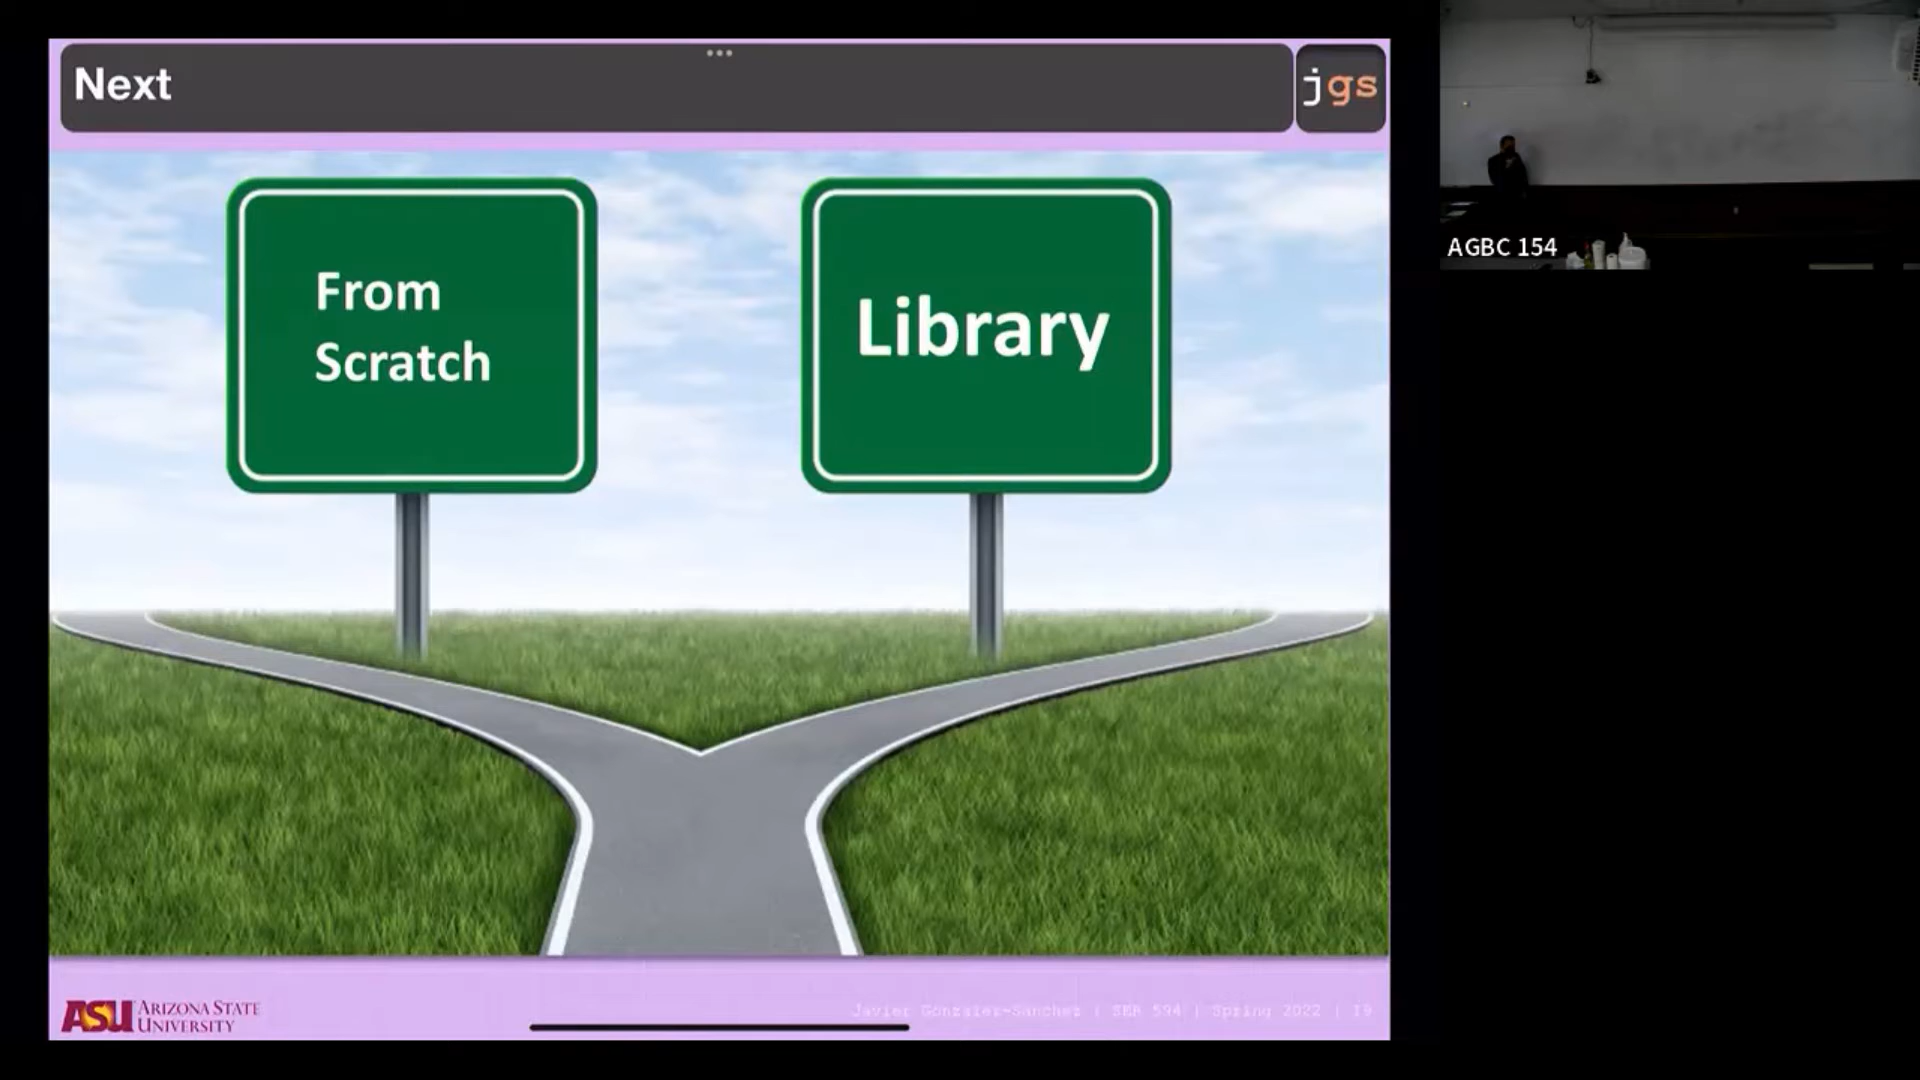 Next
jgs
From
Scratch
Library
AGBC 154
ASU ARIZONA STATE
UNIVERSITY
Javier Gonzalez-Sanchez | SER 594 | Spring 2022 | 19